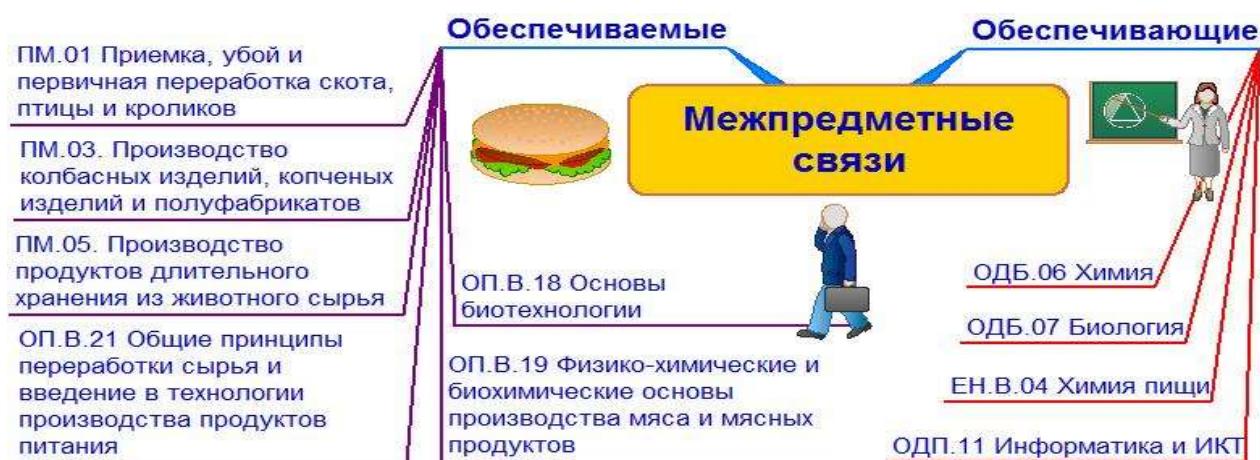 Обеспечиваемые
Обеспечивающие
Межпредметные
связи
ПМ.01 Приемка, убой и
первичная переработка скота,
птицы и кроликов
ПМ.03. Производство
колбасных изделий, копченых
изделий и полуфабрикатов
ПМ.05. Производство
продуктов длительного
хранения из животного сырья
ОП.В.21 Общие принципы
переработки сырья и
введение в технологии
производства продуктов
питания
ОП.В.18 Основы
биотехнологии
ОП.В.19 Физико-химические и
биохимические основы
производства мяса и мясных
продуктов
ОДБ.06 Химия
ОДБ.07 Биология
ЕН.В.04 Химия пищи
ОДП.11 Информатика и ИКТ